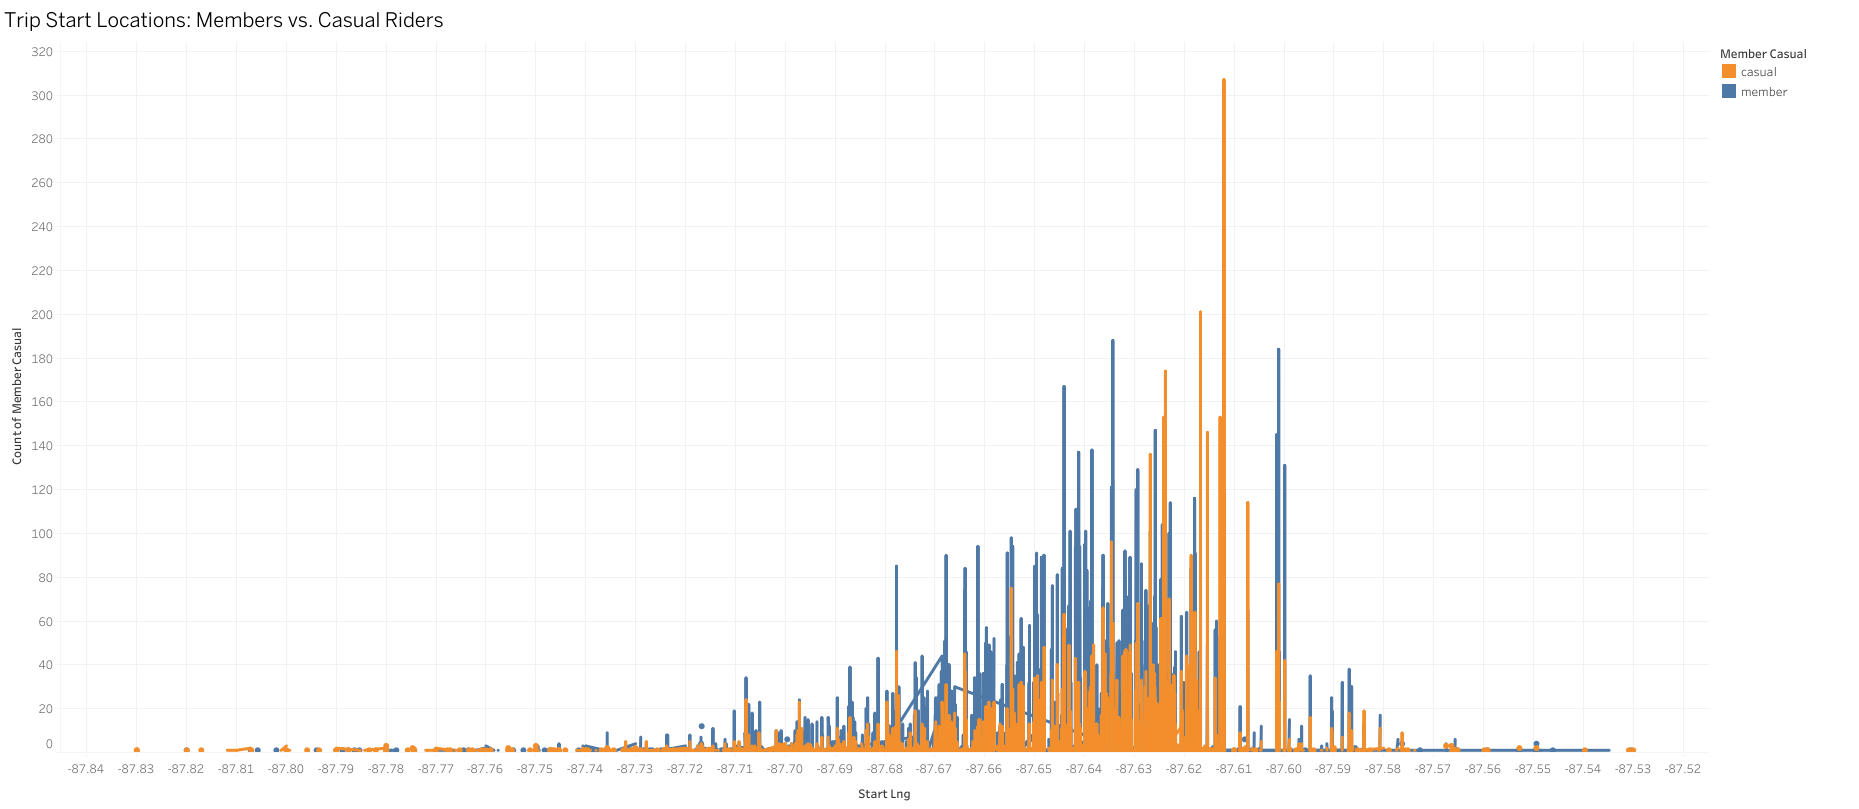 Trip Start Locations: Members vs. Casual Riders
320
300
280
260
240
220
200
180
160
140
120
100
80
60
40
20
0
Count of Member Casual
-87.84 -87.83 -87.82 -87.81 -87.80 -87.79 -87.78 -87.77 -87.76 -87.75 -87.74 -87.73 -87.72 -87.71 -87.70 -87.69 -87.68 -87.67 -87.66 -87.65 -87.64 -87.63 -87.62 -87.61 -87.60 -87.59 -87.58 -87.57 -87.56 -87.55 -87.54 -87.53 -87.52
Start Lng
Member Casual
casual
member